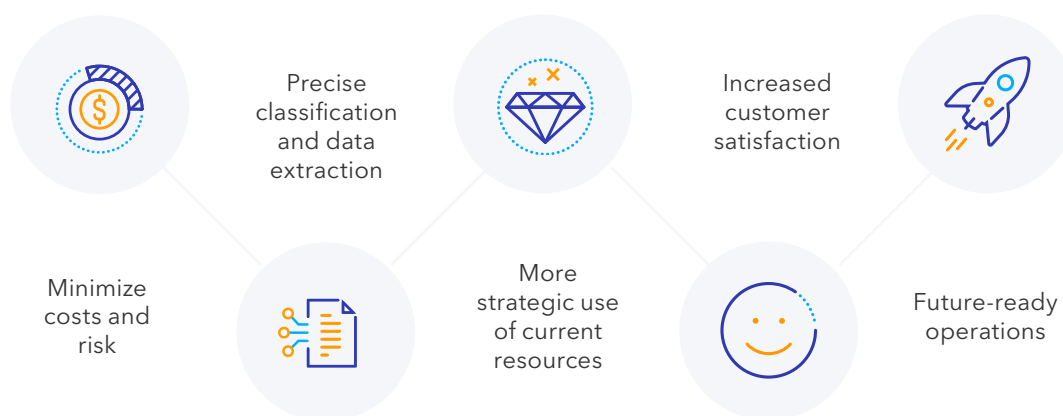 Minimize
costs and
risk
Precise
classification
and data
extraction
More
strategic use
of current
resources
Increased
customer
satisfaction
Future-ready
operations